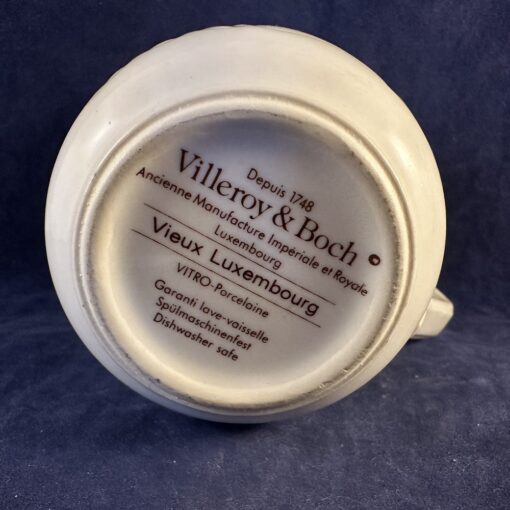 Depuis 1748
Villeroy & Boch ©
Ancienne Manufacture Impériale et Royale
Luxembourg
Vieux Luxembourg
VITRO-Porcelaine
Garanti lave-vaisselle
Spülmaschinenfest
Dishwasher safe